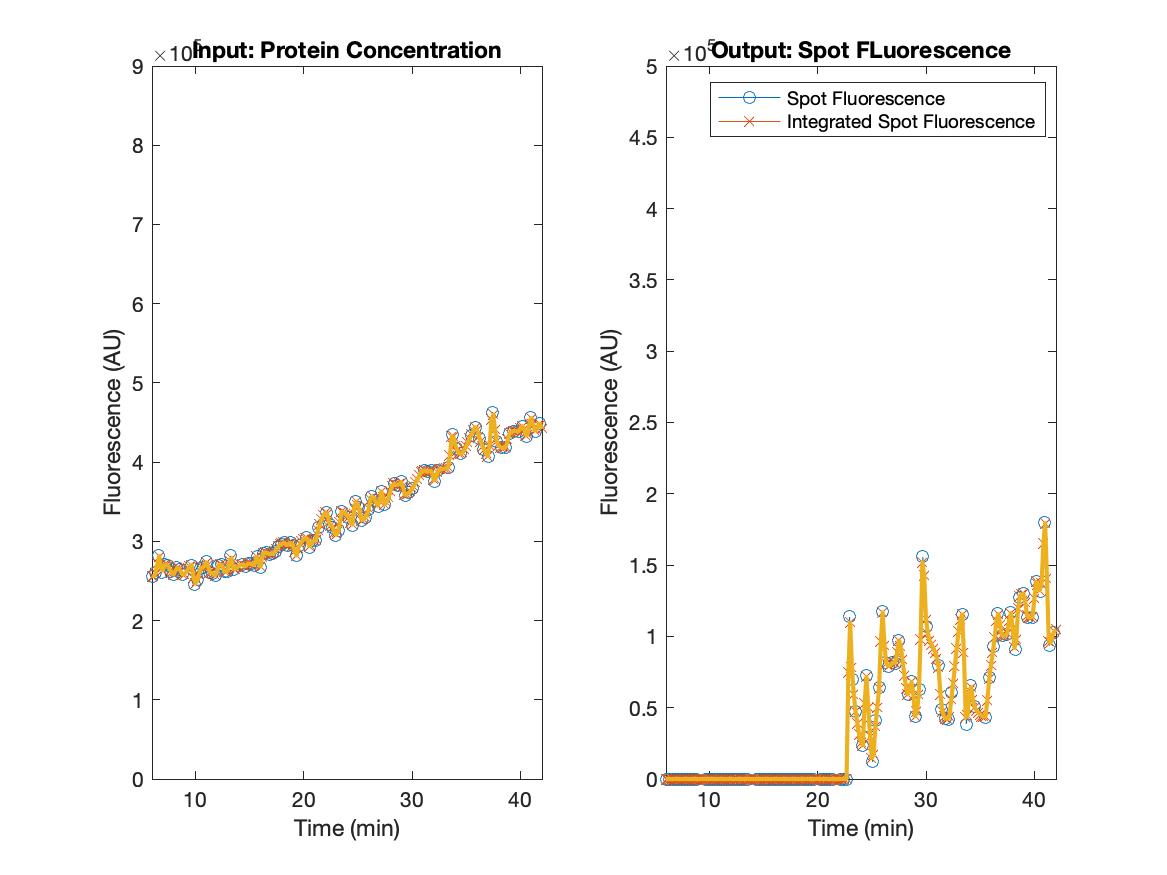 ×10⁵
Input: Protein Concentration
9
8
7
6
5
4
3
2
1
0
Fluorescence (AU)
10 20 30 40
Time (min)
×10⁵
Output: Spot FLuorescence
Spot Fluorescence
Integrated Spot Fluorescence
5
4.5
4
3.5
3
2.5
2
1.5
1
0.5
0
Fluorescence (AU)
10 20 30 40
Time (min)